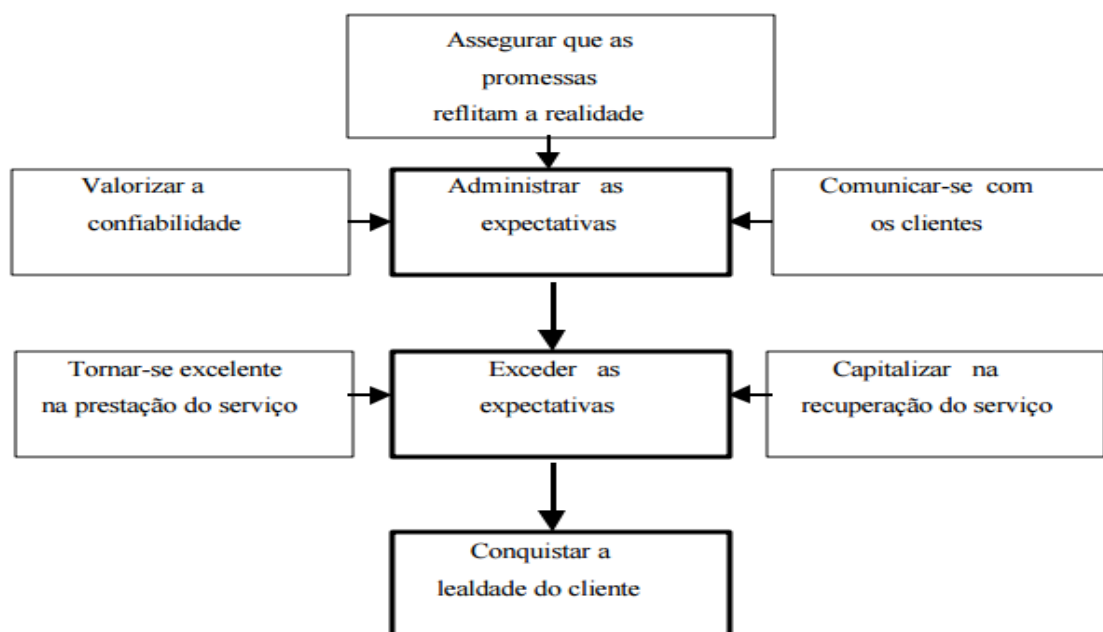 Assegurar que as
promessas
reflitam a realidade
Valorizar a
confiabilidade
Administrar as
expectativas
Comunicar-se com
os clientes
Tornar-se excelente
na prestação do serviço
Exceder as
expectativas
Capitalizar na
recuperação do serviço
Conquistar a
lealdade do cliente